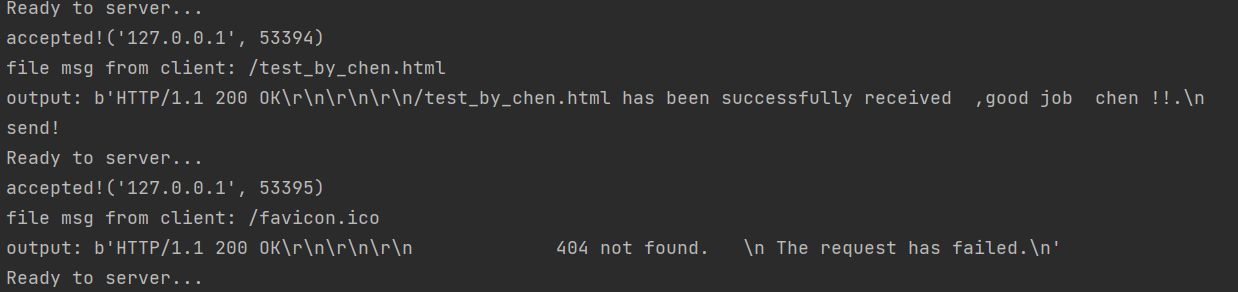 Ready to server...
accepted!('127.0.0.1', 53394)
file msg from client: /test_by_chen.html
output: b'HTTP/1.1 200 OK\r\n\r\n\r\n/test_by_chen.html has been successfully received  ,good job  chen !!.\n
send!
Ready to server...
accepted!('127.0.0.1', 53395)
file msg from client: /favicon.ico
output: b'HTTP/1.1 200 OK\r\n\r\n\r\n             404 not found.   \n The request has failed.\n'
Ready to server...